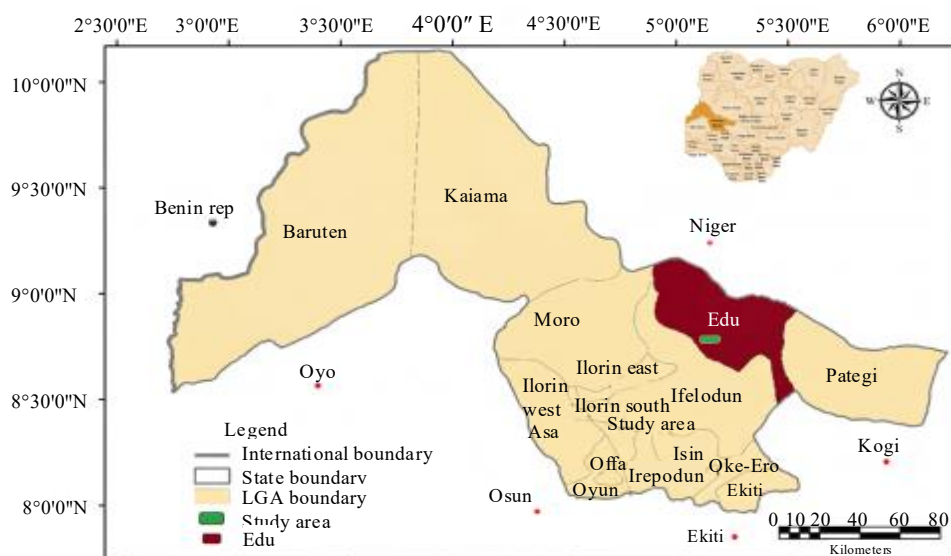 2°30'0"E 3°0'0"E 3°30'0"E 4°0'0"E 4°30'0"E 5°0'0"E 5°30'0"E 6°0'0"E
10°0'0"N
9°30'0"N
9°0'0"N
8°30'0"N
8°0'0"N
N
W E
S
Kaiama
Benin rep
Baruten
Niger
Moro
Edu
Oyo
Ilorin east
Pategi
Ilorin
west
Asa
Ilorin south
Ifelodun
Study area
Kogi
Isin
Offa
Oke-Ero
Irepodun
Oyun
Ekiti
Osun
Ekiti
Legend
International boundary
State boundary
LGA boundary
Study area
Edu
0 10 20 40 60 80
Kilometers